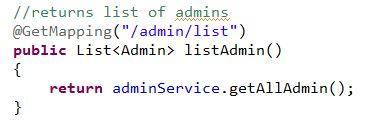 //returns list of admins
@GetMapping("/admin/list")
public List<Admin> listAdmin()
{
    return adminService.getAllAdmin();
}